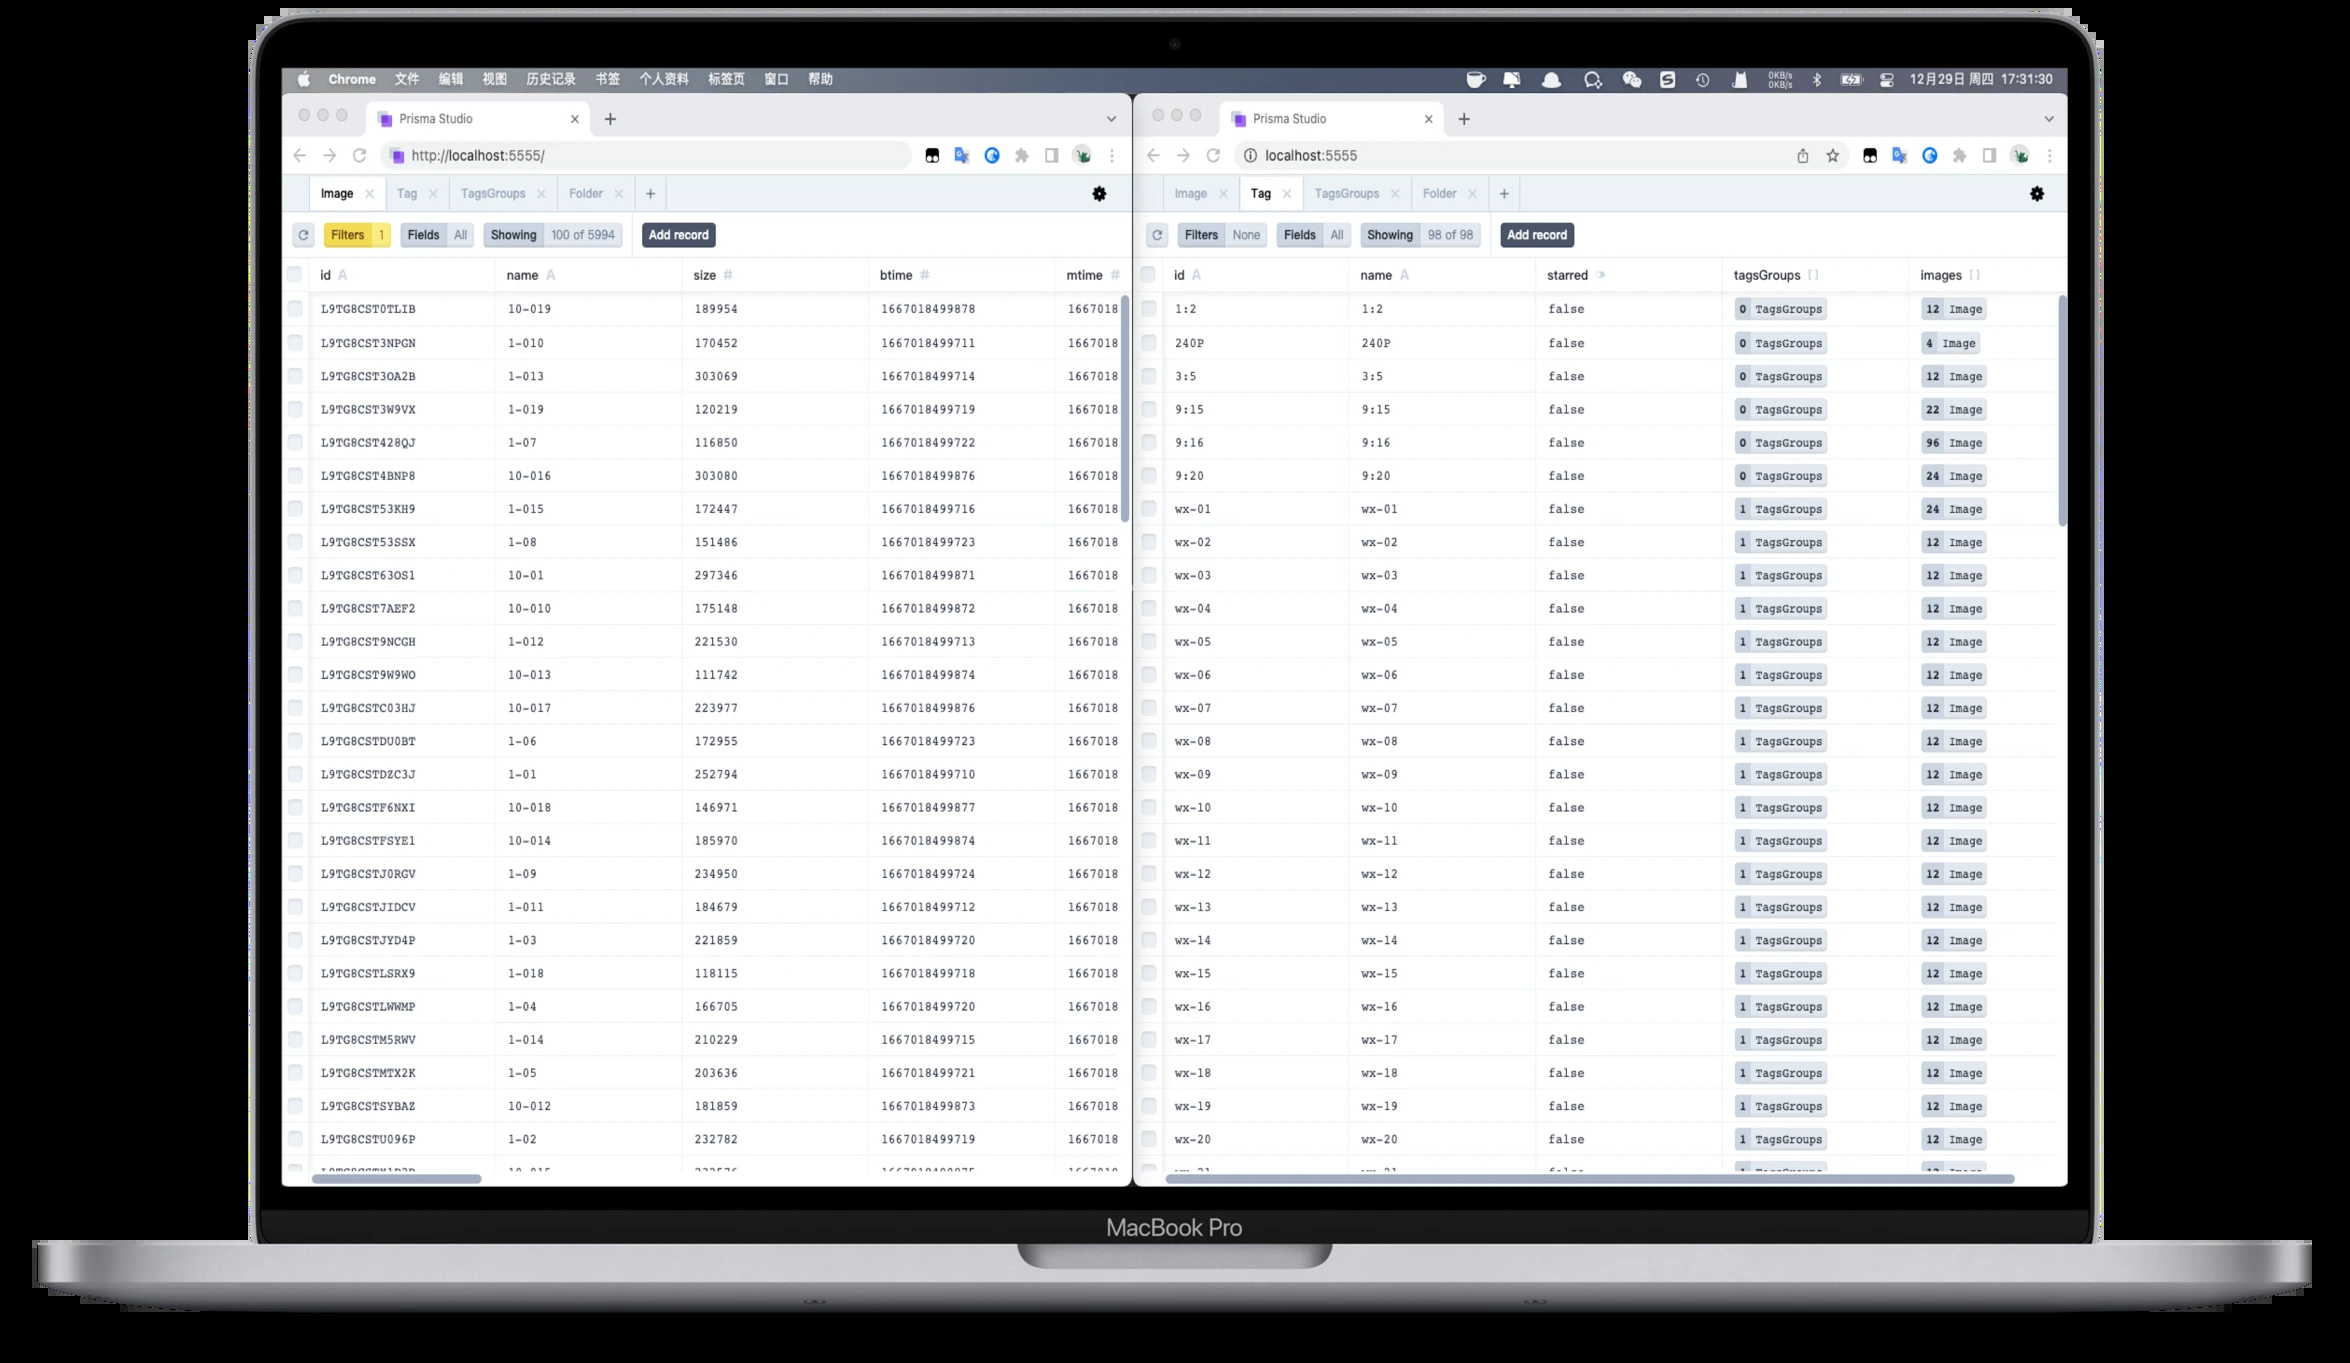 Chrome 文件 编辑 视图 历史记录 书签 个人资料 标签页 窗口 帮助 0KB/s 0KB/s 12月29日 周四 17:31:30
Prisma Studio
http://localhost:5555/
Image Tag TagsGroups Folder
Filters 1 Fields All Showing 100 of 5994 Add record
id A name A size # btime # mtime #
L9TG8CST0TLIB 10-019 189954 1667018499878 1667018
L9TG8CST3NPGN 1-010 170452 1667018499711 1667018
L9TG8CST3OA2B 1-013 303069 1667018499714 1667018
L9TG8CST3W9VX 1-019 120219 1667018499719 1667018
L9TG8CST428QJ 1-07 116850 1667018499722 1667018
L9TG8CST4BNP8 10-016 303080 1667018499876 1667018
L9TG8CST53KH9 1-015 172447 1667018499716 1667018
L9TG8CST53SSX 1-08 151486 1667018499723 1667018
L9TG8CST63OS1 10-01 297346 1667018499871 1667018
L9TG8CST7AEF2 10-010 175148 1667018499872 1667018
L9TG8CST9NCGH 1-012 221530 1667018499713 1667018
L9TG8CST9W9WO 10-013 111742 1667018499874 1667018
L9TG8CSTC03HJ 10-017 223977 1667018499876 1667018
L9TG8CSTDU0BT 1-06 172955 1667018499723 1667018
L9TG8CSTDZC3J 1-01 252794 1667018499710 1667018
L9TG8CSTF6NXI 10-018 146971 1667018499877 1667018
L9TG8CSTFSYE1 10-014 185970 1667018499874 1667018
L9TG8CSTJ0RGV 1-09 234950 1667018499724 1667018
L9TG8CSTJIDCV 1-011 184679 1667018499712 1667018
L9TG8CSTJYD4P 1-03 221859 1667018499720 1667018
L9TG8CSTLSRX9 1-018 118115 1667018499718 1667018
L9TG8CSTLWWMP 1-04 166705 1667018499720 1667018
L9TG8CSTM5RWV 1-014 210229 1667018499715 1667018
L9TG8CSTMTX2K 1-05 203636 1667018499721 1667018
L9TG8CSTSYBAZ 10-012 181859 1667018499873 1667018
L9TG8CSTU096P 1-02 232782 1667018499719 1667018
Prisma Studio
localhost:5555
Image Tag TagsGroups Folder
Filters None Fields All Showing 98 of 98 Add record
id A name A starred tagsGroups [] images []
1:2 1:2 false 0 TagsGroups 12 Image
240P 240P false 0 TagsGroups 4 Image
3:5 3:5 false 0 TagsGroups 12 Image
9:15 9:15 false 0 TagsGroups 22 Image
9:16 9:16 false 0 TagsGroups 96 Image
9:20 9:20 false 0 TagsGroups 24 Image
wx-01 wx-01 false 1 TagsGroups 24 Image
wx-02 wx-02 false 1 TagsGroups 12 Image
wx-03 wx-03 false 1 TagsGroups 12 Image
wx-04 wx-04 false 1 TagsGroups 12 Image
wx-05 wx-05 false 1 TagsGroups 12 Image
wx-06 wx-06 false 1 TagsGroups 12 Image
wx-07 wx-07 false 1 TagsGroups 12 Image
wx-08 wx-08 false 1 TagsGroups 12 Image
wx-09 wx-09 false 1 TagsGroups 12 Image
wx-10 wx-10 false 1 TagsGroups 12 Image
wx-11 wx-11 false 1 TagsGroups 12 Image
wx-12 wx-12 false 1 TagsGroups 12 Image
wx-13 wx-13 false 1 TagsGroups 12 Image
wx-14 wx-14 false 1 TagsGroups 12 Image
wx-15 wx-15 false 1 TagsGroups 12 Image
wx-16 wx-16 false 1 TagsGroups 12 Image
wx-17 wx-17 false 1 TagsGroups 12 Image
wx-18 wx-18 false 1 TagsGroups 12 Image
wx-19 wx-19 false 1 TagsGroups 12 Image
wx-20 wx-20 false 1 TagsGroups 12 Image
MacBook Pro